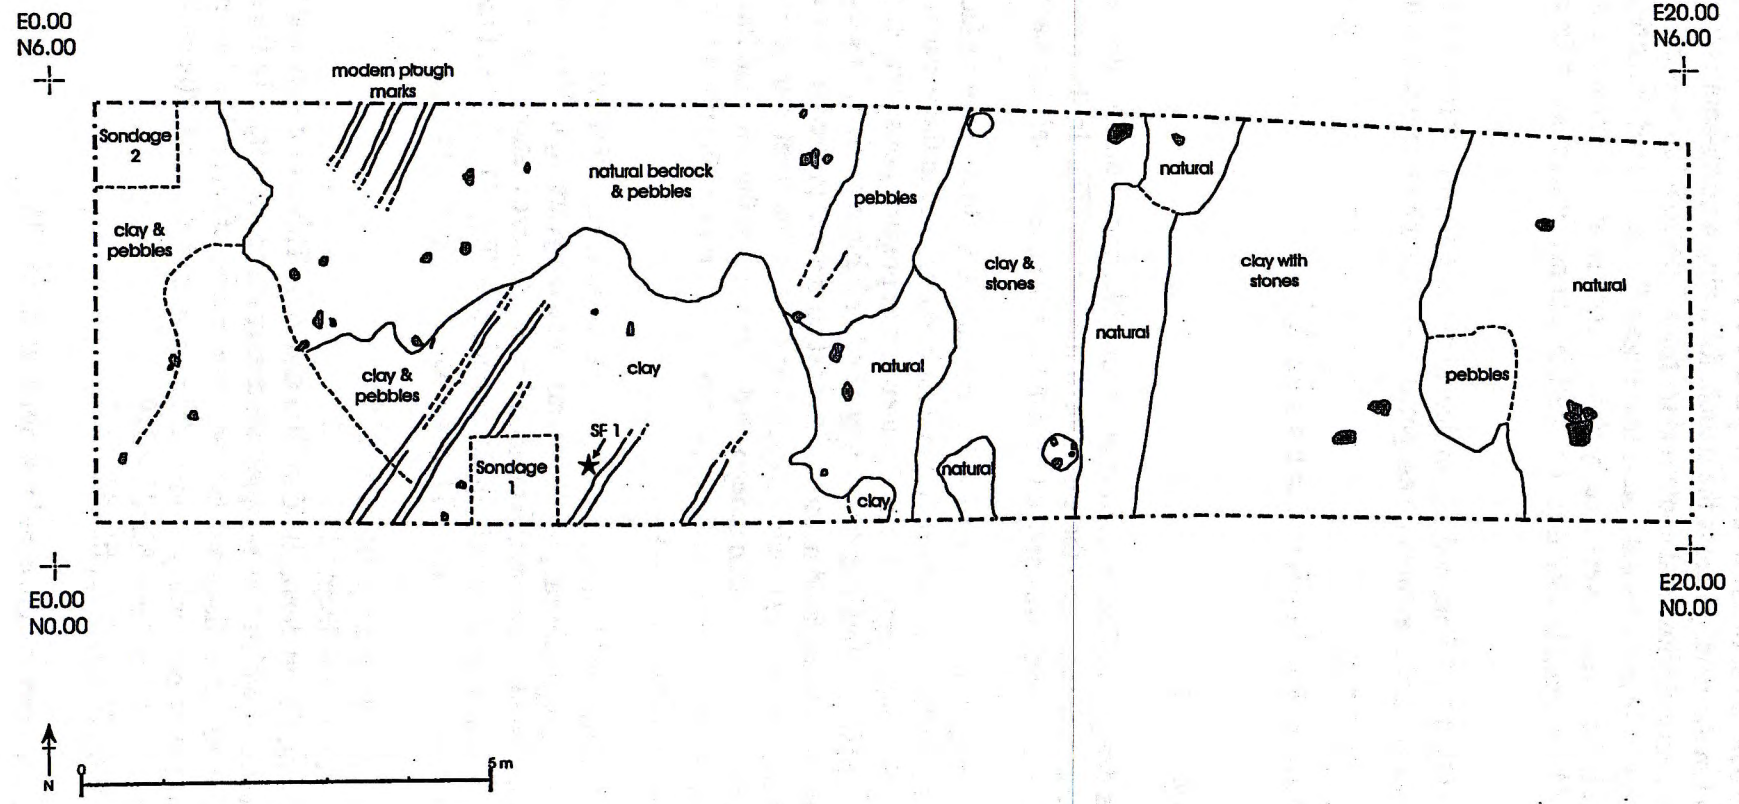 E0.00
N6.00
E20.00
N6.00
modern plough
marks
Sondage
2
natural bedrock
& pebbles
natural
pebbles
clay &
pebbles
clay &
stones
clay with
stones
natural
natural
clay
natural
clay &
pebbles
pebbles
SF 1
Sondage
1
natural
clay
E0.00
N0.00
E20.00
N0.00
N
0
5 m